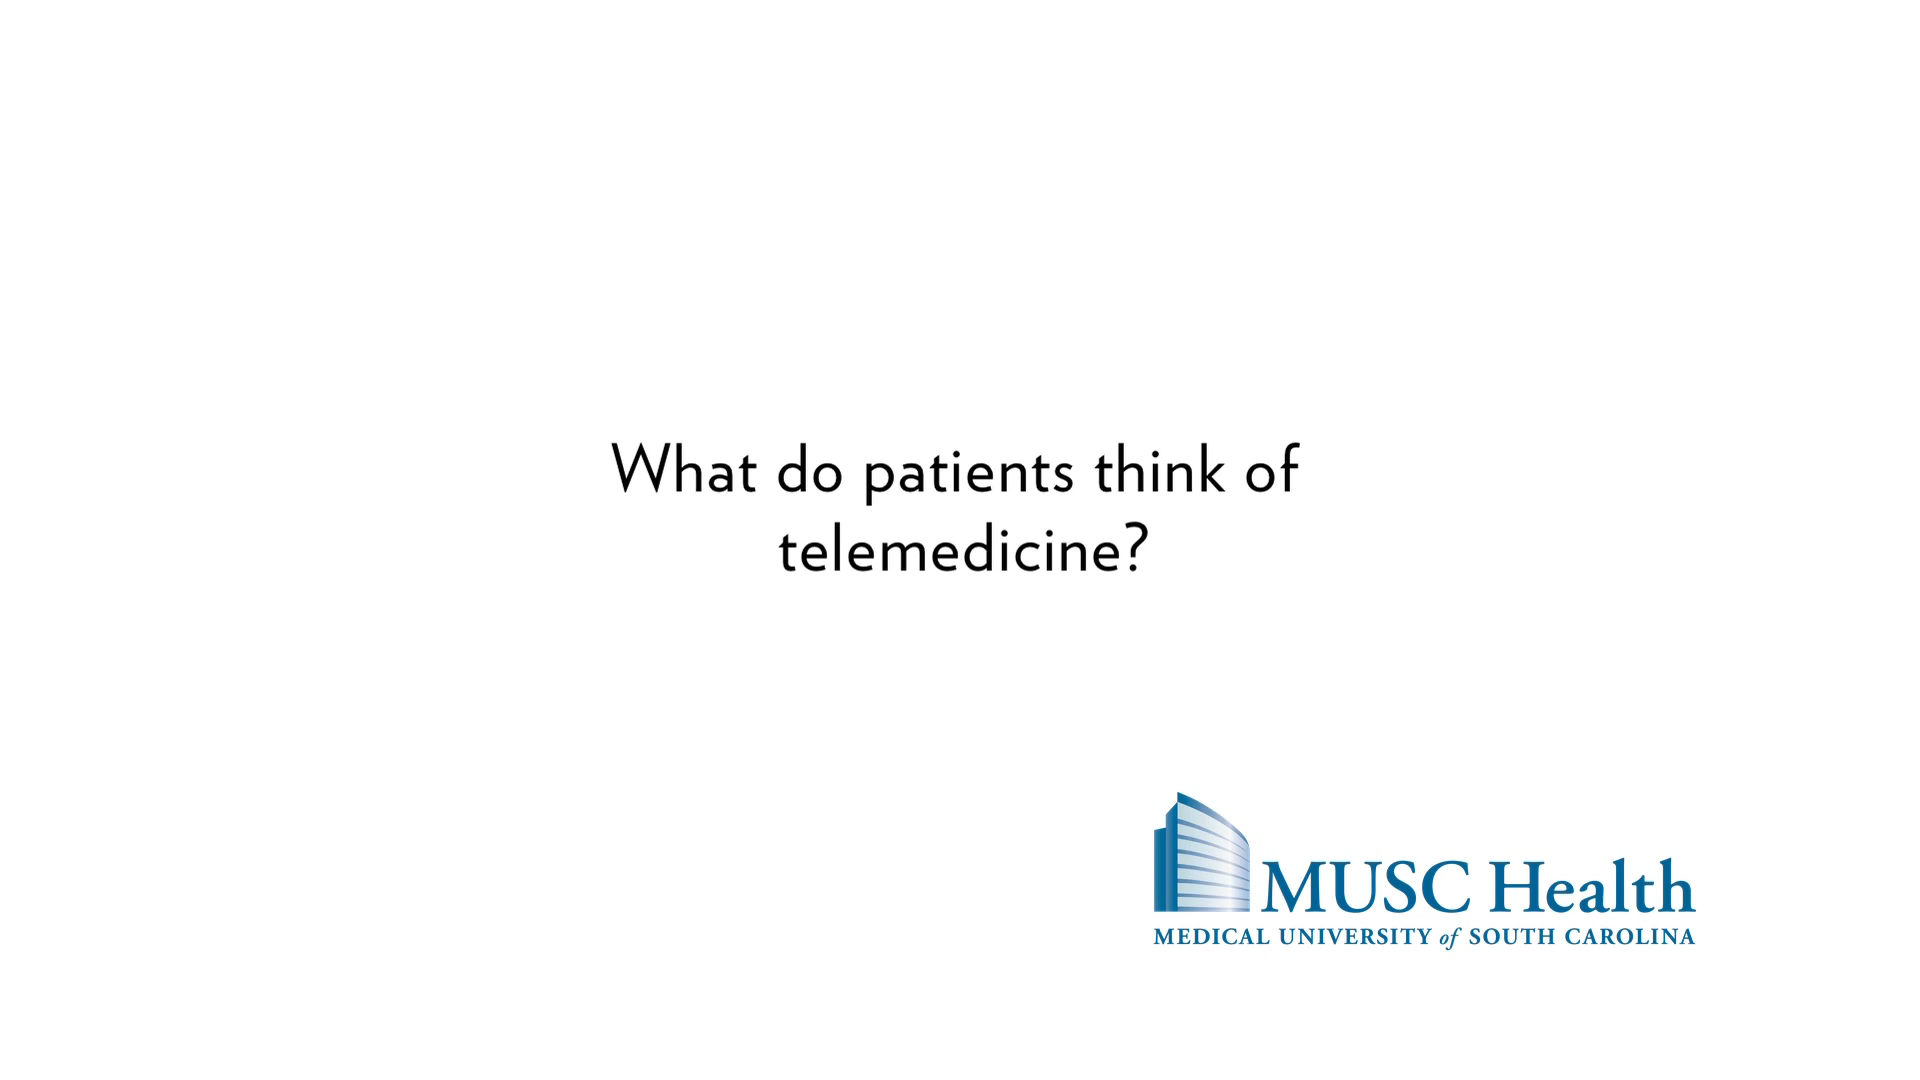 What do patients think of
telemedicine?
MUSC Health
MEDICAL UNIVERSITY of SOUTH CAROLINA